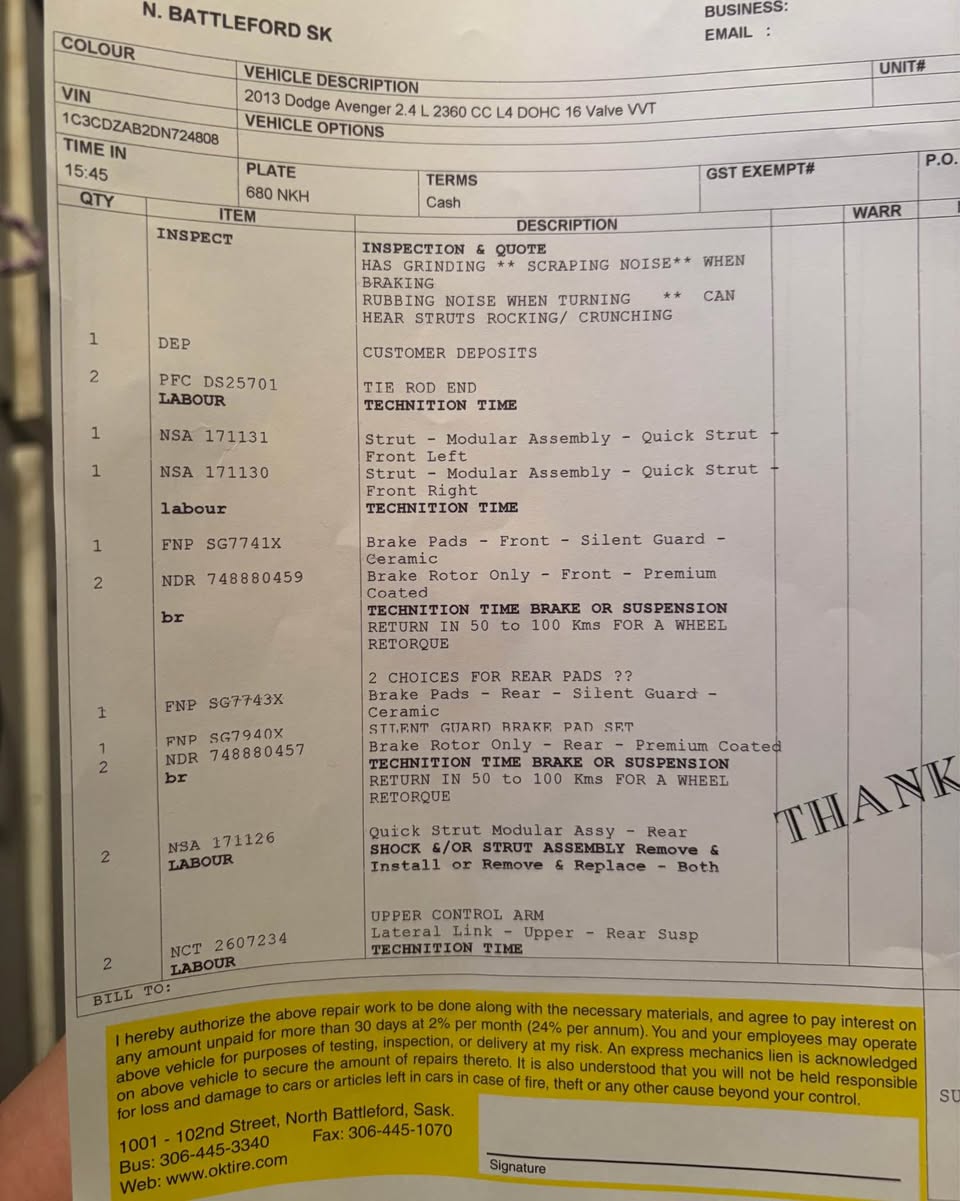 N. BATTLEFORD SK
BUSINESS:
EMAIL :
COLOUR
VEHICLE DESCRIPTION
UNIT#
2013 Dodge Avenger 2.4 L 2360 CC L4 DOHC 16 Valve VVT
VIN
VEHICLE OPTIONS
1C3CDZAB2DN724808
TIME IN
PLATE
TERMS
GST EXEMPT#
P.O.
15:45
680 NKH
Cash
QTY
ITEM
DESCRIPTION
WARR
INSPECT
INSPECTION & QUOTE
HAS GRINDING ** SCRAPING NOISE** WHEN
BRAKING
RUBBING NOISE WHEN TURNING ** CAN
HEAR STRUTS ROCKING/ CRUNCHING
1 DEP CUSTOMER DEPOSITS
2 PFC DS25701 TIE ROD END
LABOUR TECHNITION TIME
1 NSA 171131 Strut - Modular Assembly - Quick Strut -
Front Left
1 NSA 171130 Strut - Modular Assembly - Quick Strut -
Front Right
labour TECHNITION TIME
1 FNP SG7741X Brake Pads - Front - Silent Guard -
Ceramic
2 NDR 748880459 Brake Rotor Only - Front - Premium
Coated
br TECHNITION TIME BRAKE OR SUSPENSION
RETURN IN 50 to 100 Kms FOR A WHEEL
RETORQUE
2 CHOICES FOR REAR PADS ??
1 FNP SG7743X Brake Pads - Rear - Silent Guard -
Ceramic
1 FNP SG7940X SILENT GUARD BRAKE PAD SET
2 NDR 748880457 Brake Rotor Only - Rear - Premium Coated
br TECHNITION TIME BRAKE OR SUSPENSION
RETURN IN 50 to 100 Kms FOR A WHEEL
RETORQUE
2 NSA 171126 Quick Strut Modular Assy - Rear
LABOUR SHOCK &/OR STRUT ASSEMBLY Remove &
Install or Remove & Replace - Both
UPPER CONTROL ARM
2 NCT 2607234 Lateral Link - Upper - Rear Susp
LABOUR TECHNITION TIME
THANK
BILL TO:
I hereby authorize the above repair work to be done along with the necessary materials, and agree to pay interest on
any amount unpaid for more than 30 days at 2% per month (24% per annum). You and your employees may operate
above vehicle for purposes of testing, inspection, or delivery at my risk. An express mechanics lien is acknowledged
on above vehicle to secure the amount of repairs thereto. It is also understood that you will not be held responsible
for loss and damage to cars or articles left in cars in case of fire, theft or any other cause beyond your control.
SU
1001 - 102nd Street, North Battleford, Sask.
Bus: 306-445-3340 Fax: 306-445-1070
Web: www.oktire.com
Signature